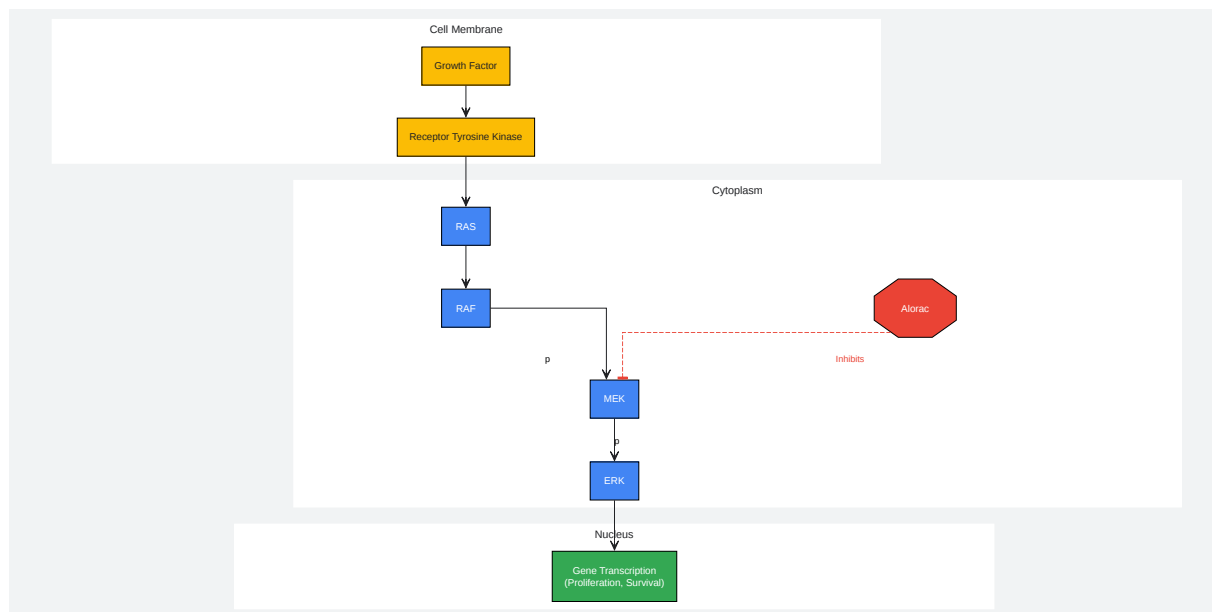 Cell Membrane
Growth Factor
Receptor Tyrosine Kinase
Cytoplasm
RAS
RAF
Alorac
p
Inhibits
MEK
p
ERK
Nucleus
Gene Transcription
(Proliferation, Survival)